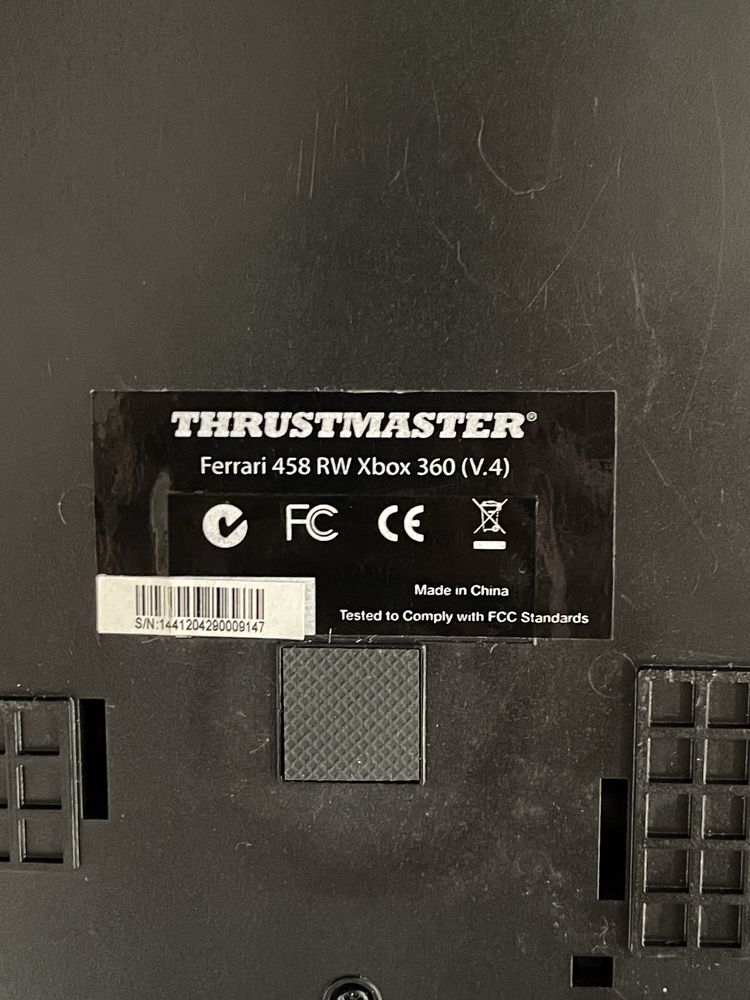 THRUSTMASTER®
Ferrari 458 RW Xbox 360 (V.4)
FC CE
Made in China
Tested to Comply with FCC Standards
S/N:1441204290009147